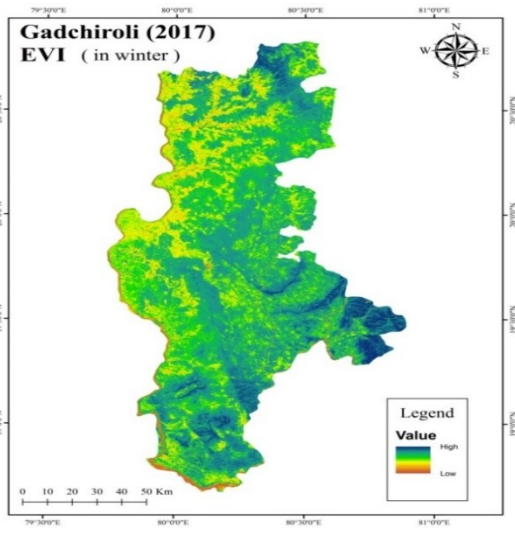 79°30'0"E 80°0'0"E 80°30'0"E 81°0'0"E
Gadchiroli (2017)
EVI ( in winter )
N
W E
S
Legend
Value
High
Low
0 10 20 30 40 50 Km
79°30'0"E 80°0'0"E 80°30'0"E 81°0'0"E